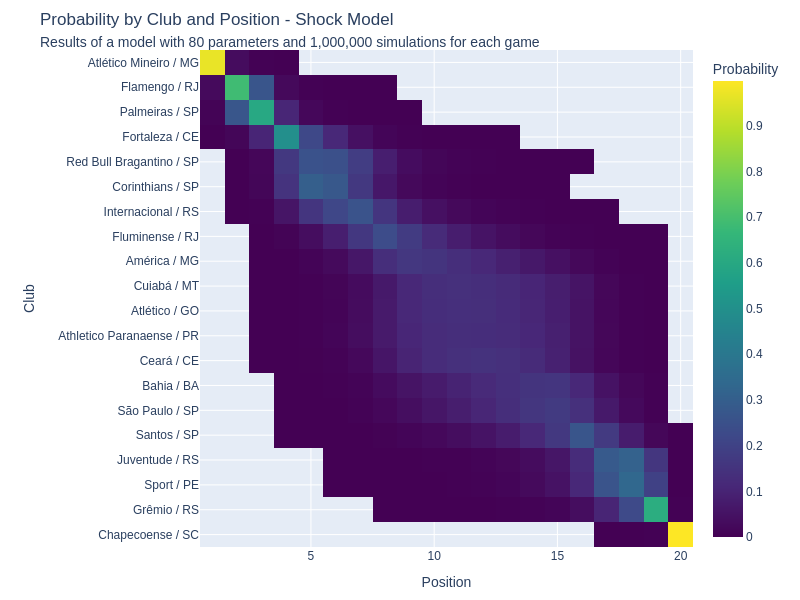 Probability by Club and Position - Shock Model
Results of a model with 80 parameters and 1,000,000 simulations for each game
Probability
Club
Atlético Mineiro / MG
Flamengo / RJ
Palmeiras / SP
Fortaleza / CE
Red Bull Bragantino / SP
Corinthians / SP
Internacional / RS
Fluminense / RJ
América / MG
Cuiabá / MT
Atlético / GO
Athletico Paranaense / PR
Ceará / CE
Bahia / BA
São Paulo / SP
Santos / SP
Juventude / RS
Sport / PE
Grêmio / RS
Chapecoense / SC
0.9
0.8
0.7
0.6
0.5
0.4
0.3
0.2
0.1
0
5 10 15 20
Position